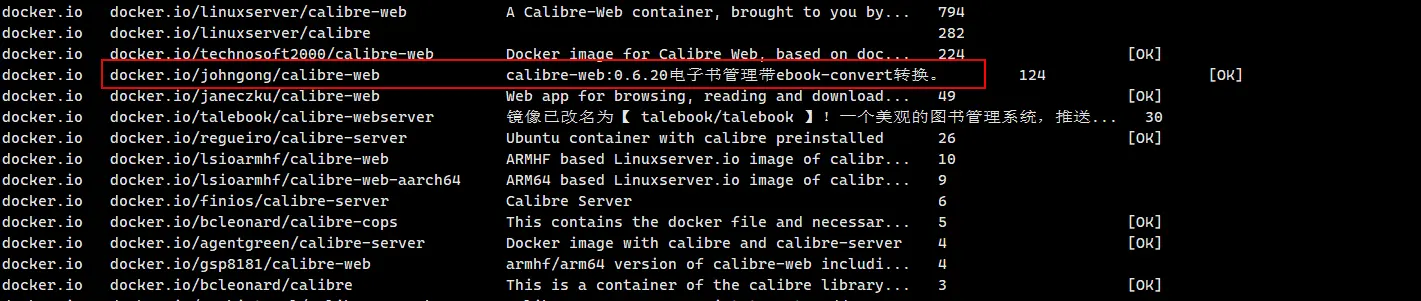 docker.io docker.io/linuxserver/calibre-web A Calibre-Web container, brought to you by... 794
docker.io docker.io/linuxserver/calibre 282
docker.io docker.io/technosoft2000/calibre-web Docker image for Calibre Web, based on doc... 224 [OK]
docker.io docker.io/johngong/calibre-web calibre-web:0.6.20电子书管理带ebook-convert转换。 124 [OK]
docker.io docker.io/janeczku/calibre-web Web app for browsing, reading and download... 49 [OK]
docker.io docker.io/talebook/calibre-webserver 镜像已改名为【 talebook/talebook 】！一个美观的图书管理系统，推送... 30
docker.io docker.io/regueiro/calibre-server Ubuntu container with calibre preinstalled 26 [OK]
docker.io docker.io/lsioarmhf/calibre-web ARMHF based Linuxserver.io image of calibr... 10
docker.io docker.io/lsioarmhf/calibre-web-aarch64 ARM64 based Linuxserver.io image of calibr... 9
docker.io docker.io/finios/calibre-server Calibre Server 6
docker.io docker.io/bcleonard/calibre-cops This contains the docker file and necessar... 5 [OK]
docker.io docker.io/agentgreen/calibre-server Docker image with calibre and calibre-server 4 [OK]
docker.io docker.io/gsp8181/calibre-web armhf/arm64 version of calibre-web includi... 4
docker.io docker.io/bcleonard/calibre This is a container of the calibre library... 3 [OK]